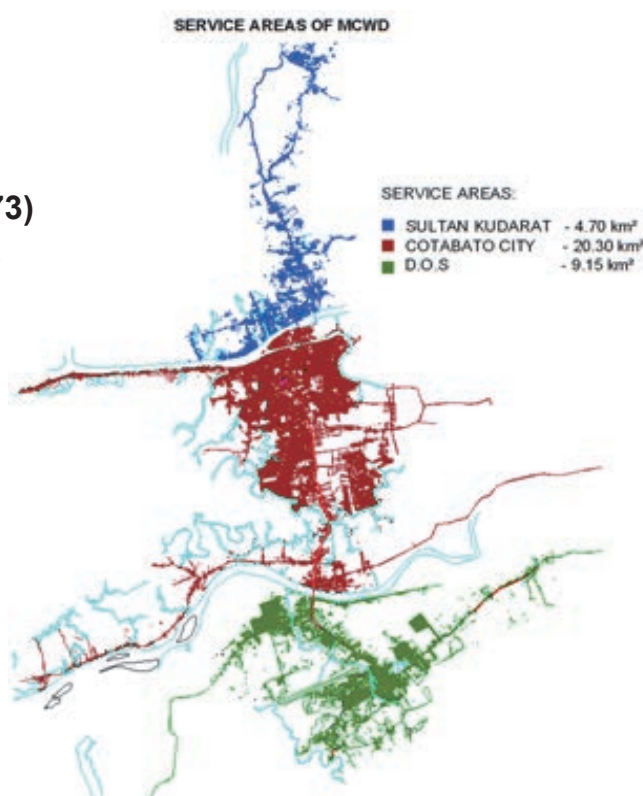 SERVICE AREAS OF MCWD
73)
SERVICE AREAS:
SULTAN KUDARAT - 4.70 km²
COTABATO CITY - 20.30 km²
D.O.S - 9.15 km²